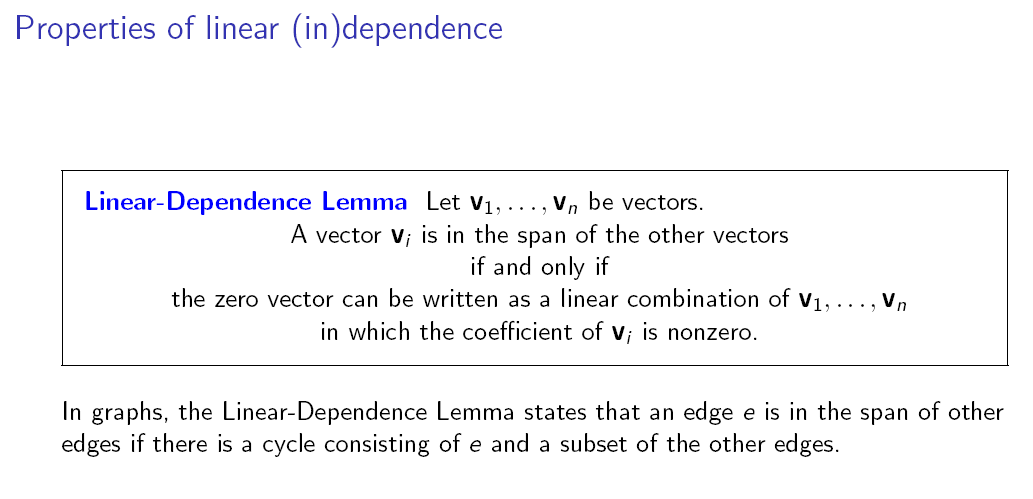 Properties of linear (in)dependence
Linear-Dependence Lemma Let v₁, . . . , vₙ be vectors.
A vector vᵢ is in the span of the other vectors
if and only if
the zero vector can be written as a linear combination of v₁, . . . , vₙ
in which the coefficient of vᵢ is nonzero.
In graphs, the Linear-Dependence Lemma states that an edge e is in the span of other
edges if there is a cycle consisting of e and a subset of the other edges.